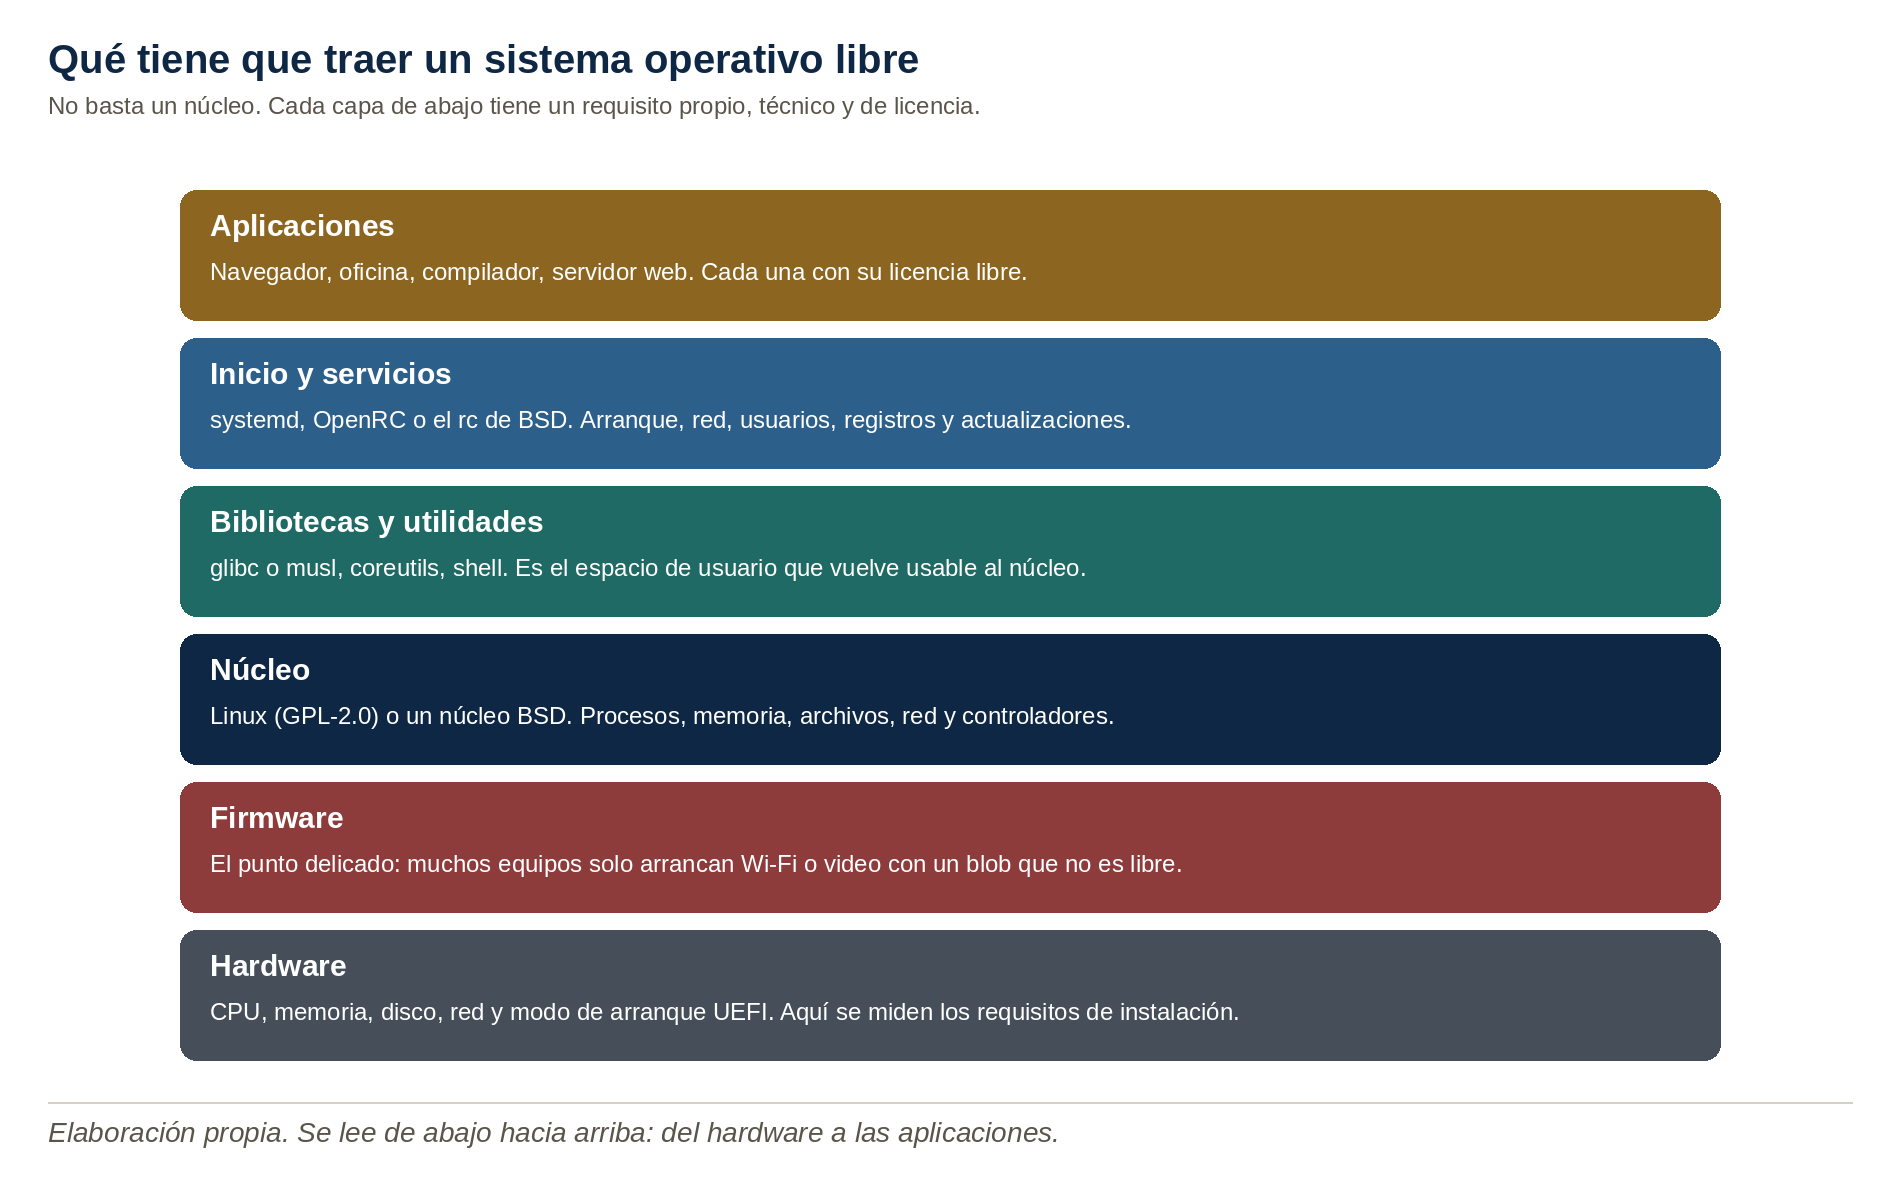 Qué tiene que traer un sistema operativo libre
No basta un núcleo. Cada capa de abajo tiene un requisito propio, técnico y de licencia.
Aplicaciones
Navegador, oficina, compilador, servidor web. Cada una con su licencia libre.
Inicio y servicios
systemd, OpenRC o el rc de BSD. Arranque, red, usuarios, registros y actualizaciones.
Bibliotecas y utilidades
glibc o musl, coreutils, shell. Es el espacio de usuario que vuelve usable al núcleo.
Núcleo
Linux (GPL-2.0) o un núcleo BSD. Procesos, memoria, archivos, red y controladores.
Firmware
El punto delicado: muchos equipos solo arrancan Wi-Fi o video con un blob que no es libre.
Hardware
CPU, memoria, disco, red y modo de arranque UEFI. Aquí se miden los requisitos de instalación.
Elaboración propia. Se lee de abajo hacia arriba: del hardware a las aplicaciones.